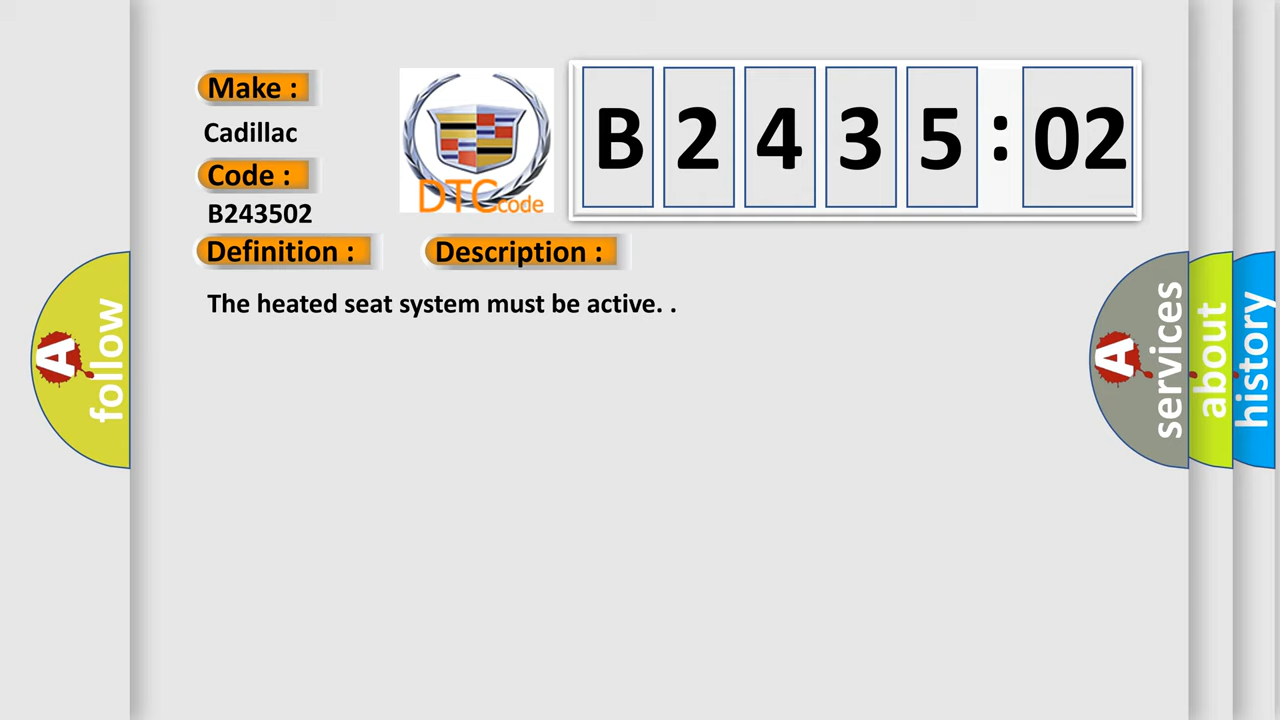 Make :
Cadillac
Code :
B243502
Definition :
Description :
The heated seat system must be active. .
DTC code
B 2 4 3 5 : 02
A follow
A services
about
history